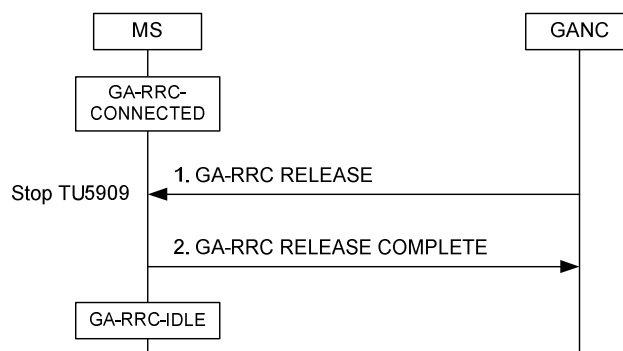 MS
GANC
GA-RRC-
CONNECTED
1. GA-RRC RELEASE
Stop TU5909
2. GA-RRC RELEASE COMPLETE
GA-RRC-IDLE